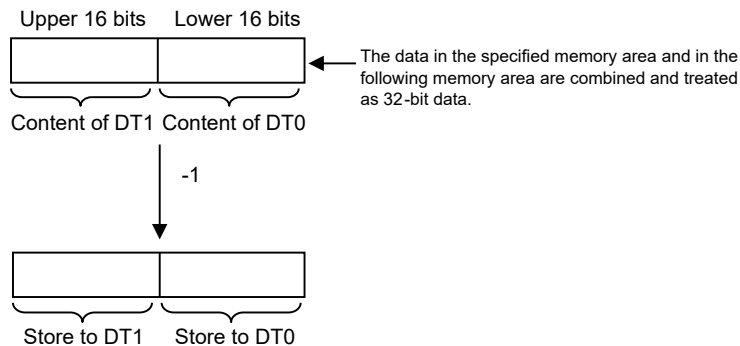 Upper 16 bits Lower 16 bits
The data in the specified memory area and in the
following memory area are combined and treated
as 32-bit data.
Content of DT1 Content of DT0
-1
Store to DT1 Store to DT0